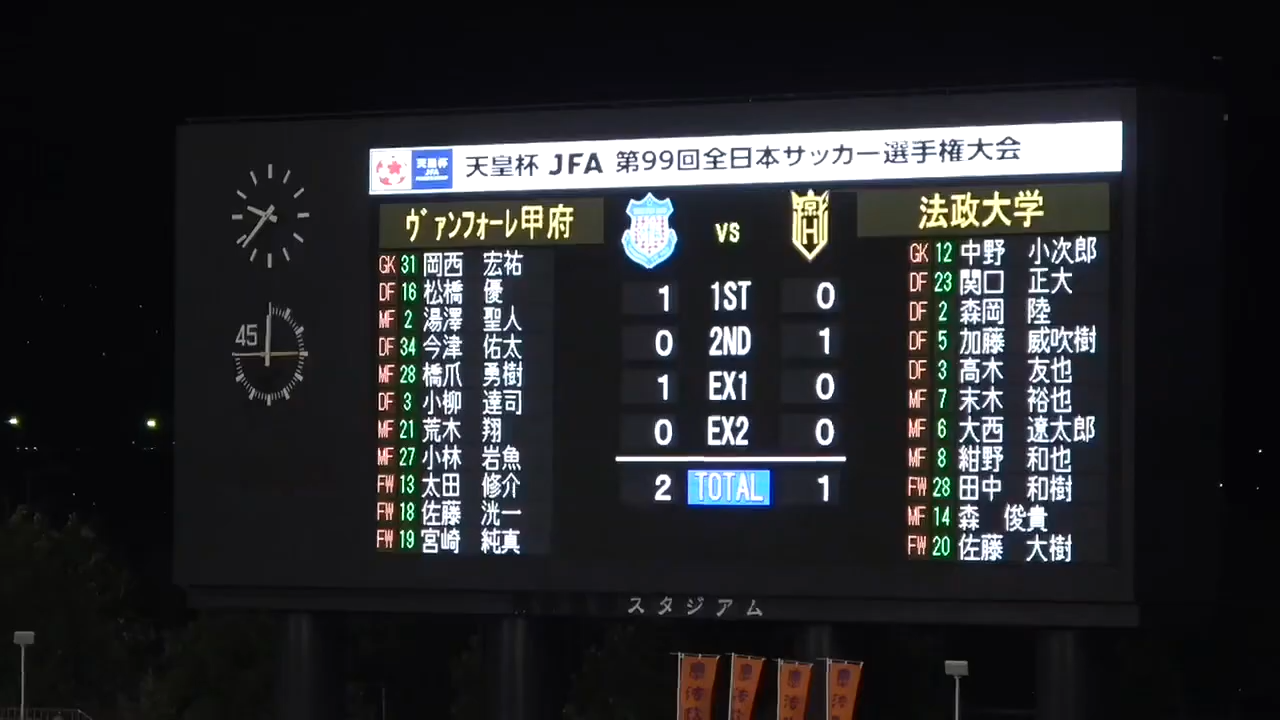 天皇杯 JFA 第99回全日本サッカー選手権大会
天皇杯
JFA
ヴァンフォーレ甲府
VS
法政大学
GK 31 岡西 宏祐
DF 16 松橋 優
MF 2 湯澤 聖人
DF 34 今津 佑太
MF 28 橋爪 勇樹
DF 3 小柳 達司
MF 21 荒木 翔
MF 27 小林 岩魚
FW 13 太田 修介
FW 18 佐藤 洸一
FW 19 宮崎 純真
1 1ST 0
0 2ND 1
1 EX1 0
0 EX2 0
2 TOTAL 1
GK 12 中野 小次郎
DF 23 関口 正大
DF 2 森岡 陸
DF 5 加藤 威吹樹
DF 3 高木 友也
MF 7 末木 裕也
MF 6 大西 遼太郎
MF 8 紺野 和也
FW 28 田中 和樹
MF 14 森 俊貴
FW 20 佐藤 大樹
45
スタジアム